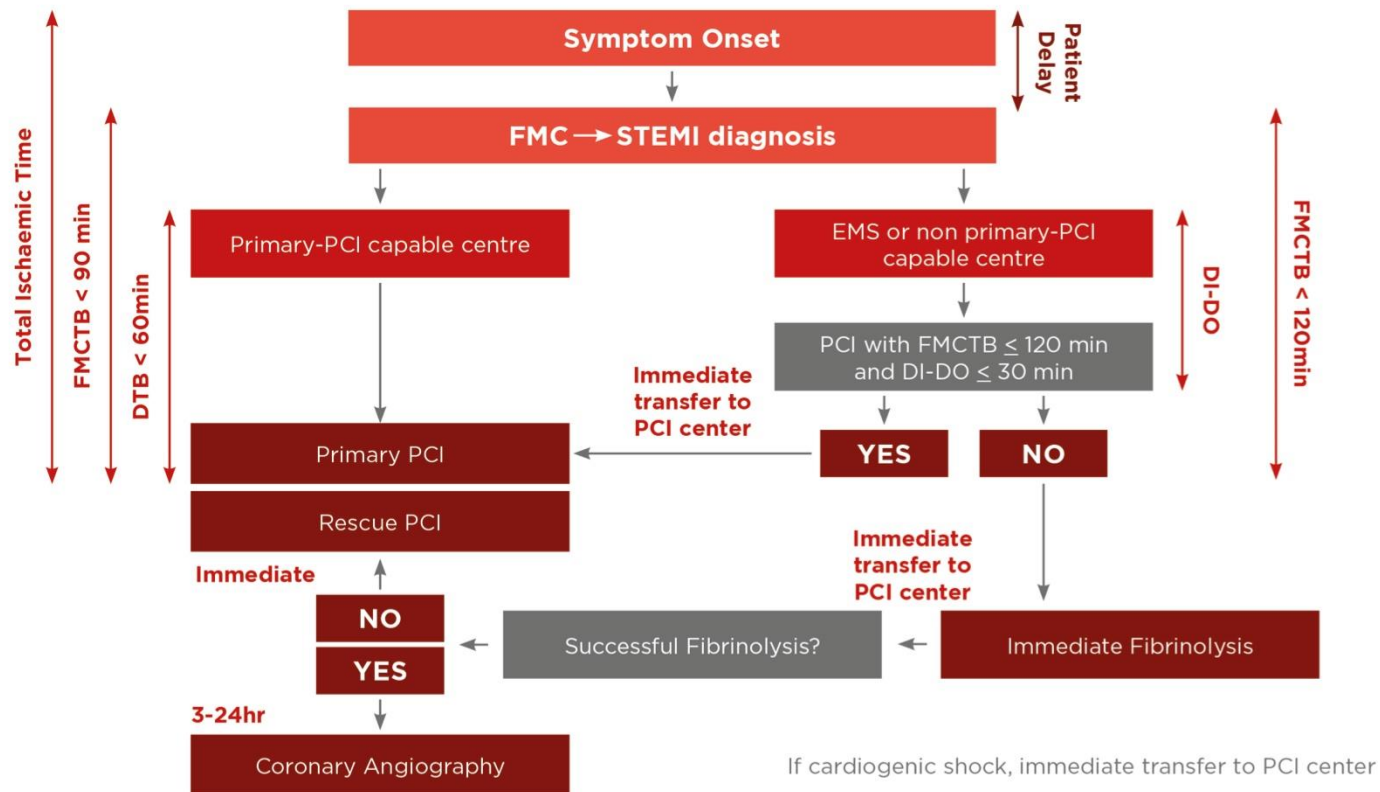 Symptom Onset
Patient
Delay
FMC → STEMI diagnosis
Total Ischaemic Time
FMCTB < 90 min
DTB < 60min
Primary-PCI capable centre
EMS or non primary-PCI
capable centre
DI-DO
FMCTB < 120min
PCI with FMCTB ≤ 120 min
and DI-DO ≤ 30 min
Immediate
transfer to
PCI center
YES
NO
Primary PCI
Rescue PCI
Immediate
Immediate
transfer to
PCI center
NO
YES
Successful Fibrinolysis?
Immediate Fibrinolysis
3-24hr
Coronary Angiography
If cardiogenic shock, immediate transfer to PCI center